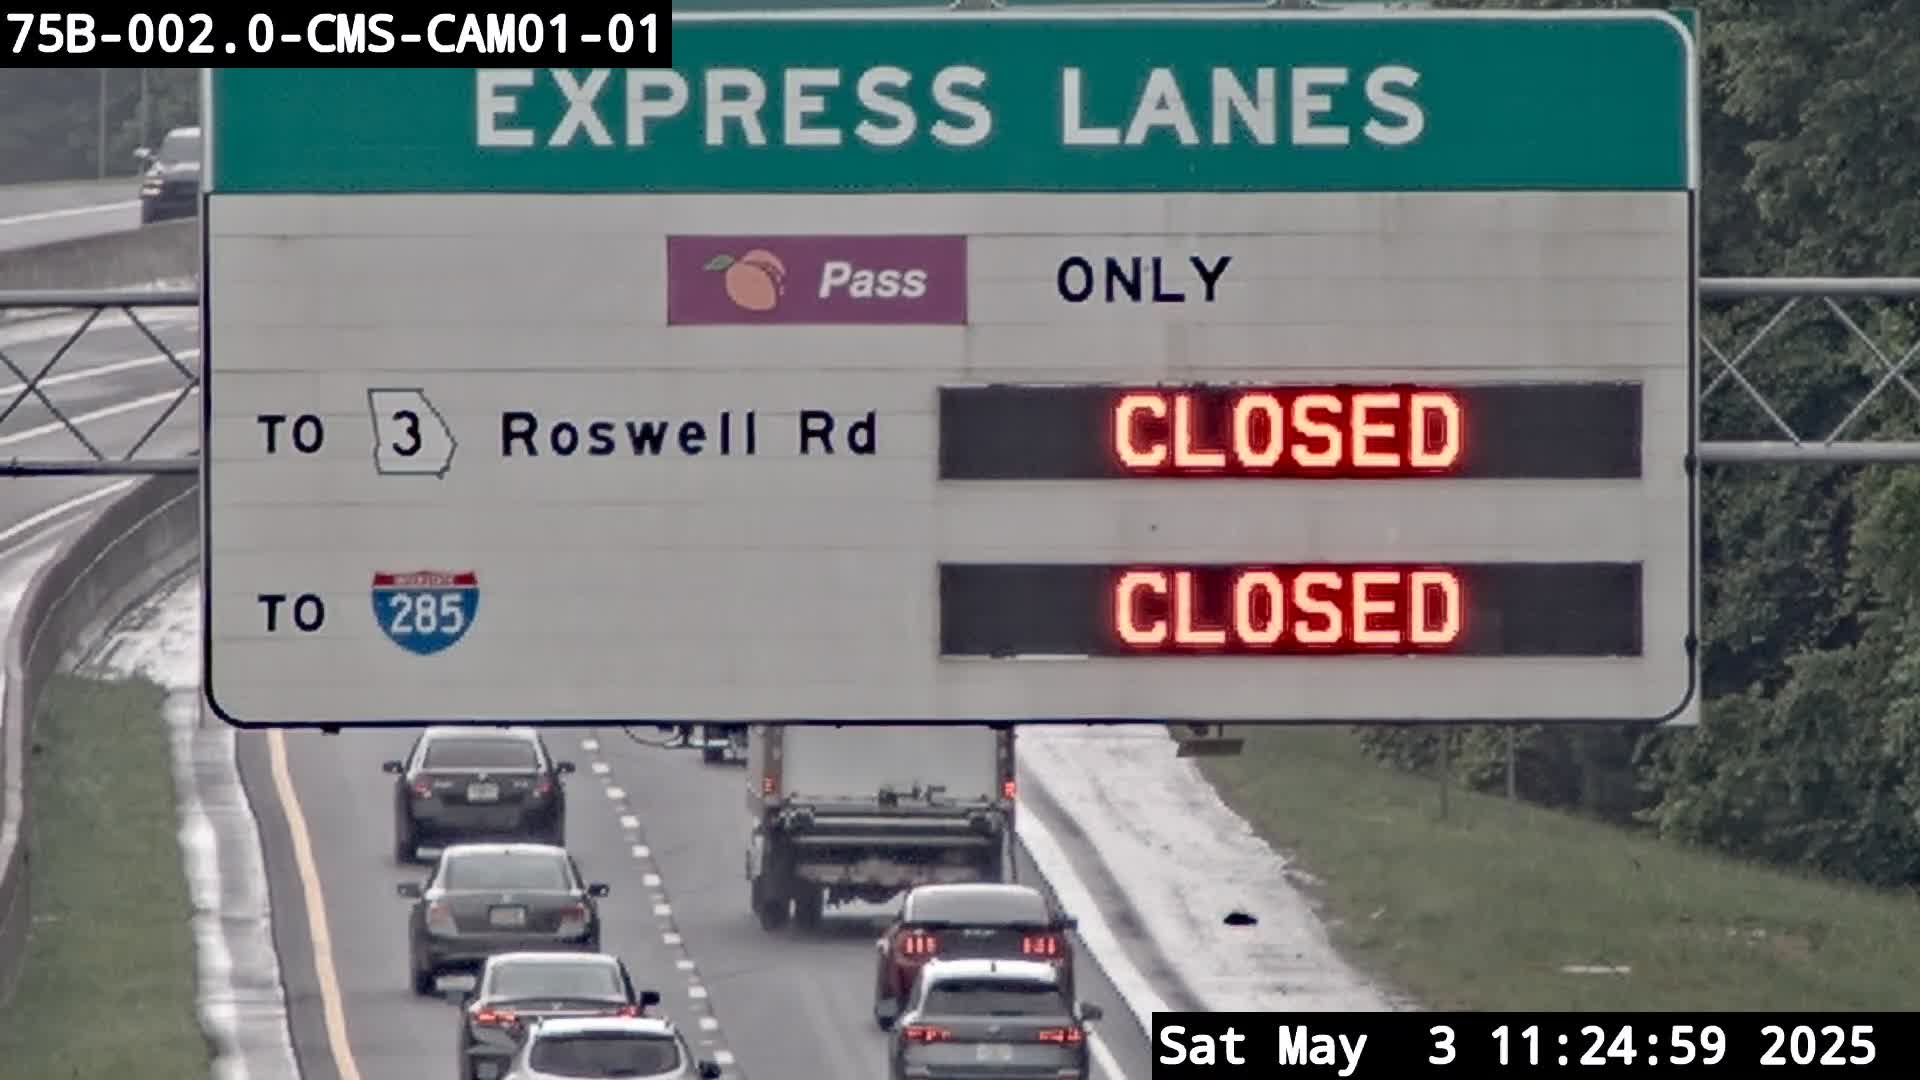 75B-002.0-CMS-CAM01-01
EXPRESS LANES
Pass ONLY
TO 3 Roswell Rd CLOSED
TO 285 CLOSED
Sat May 3 11:24:59 2025